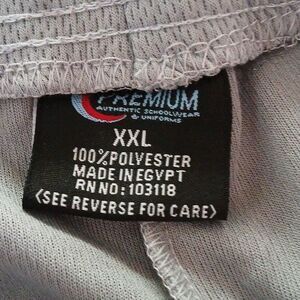 PREMIUM
AUTHENTIC SCHOOLWEAR
& UNIFORMS
XXL
100%POLYESTER
MADE IN EGYPT
RN NO: 103118
<SEE REVERSE FOR CARE>